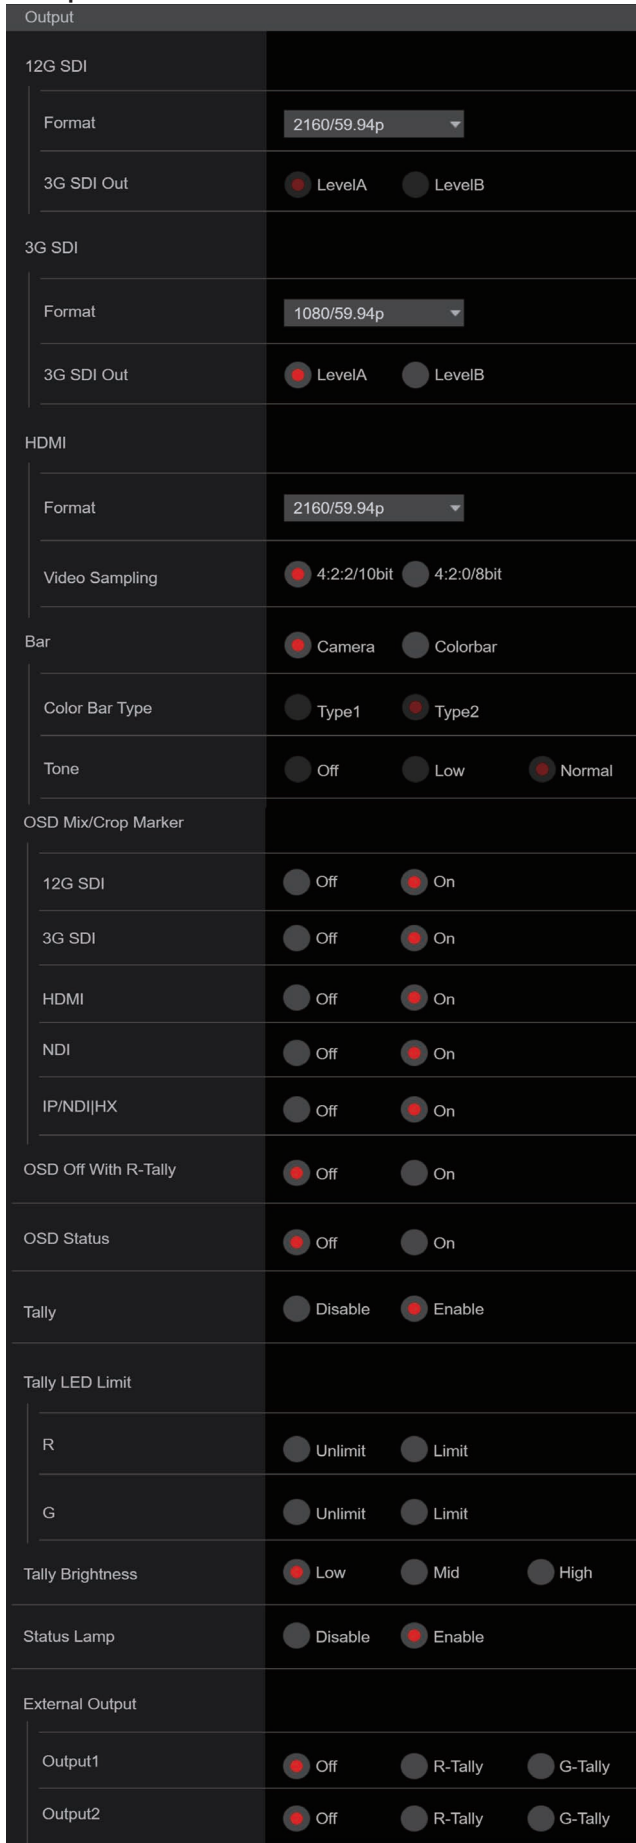 Output
12G SDI
Format 2160/59.94p
3G SDI Out LevelA LevelB
3G SDI
Format 1080/59.94p
3G SDI Out LevelA LevelB
HDMI
Format 2160/59.94p
Video Sampling 4:2:2/10bit 4:2:0/8bit
Bar Camera Colorbar
Color Bar Type Type1 Type2
Tone Off Low Normal
OSD Mix/Crop Marker
12G SDI Off On
3G SDI Off On
HDMI Off On
NDI Off On
IP/NDI|HX Off On
OSD Off With R-Tally Off On
OSD Status Off On
Tally Disable Enable
Tally LED Limit
R Unlimit Limit
G Unlimit Limit
Tally Brightness Low Mid High
Status Lamp Disable Enable
External Output
Output1 Off R-Tally G-Tally
Output2 Off R-Tally G-Tally